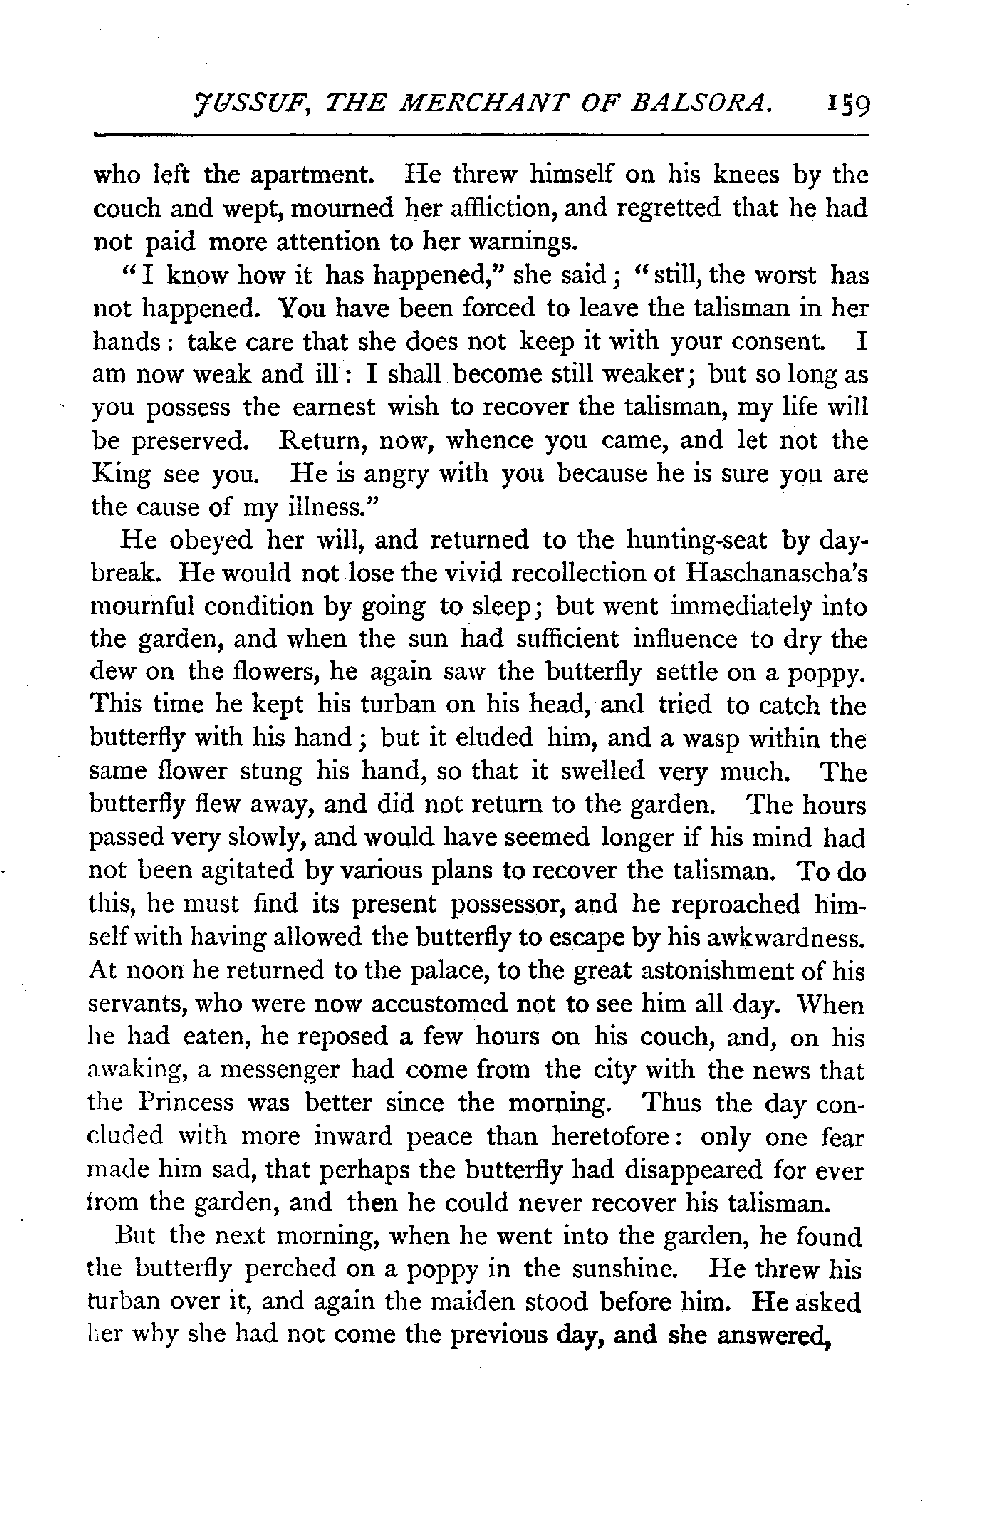 JUSSUF, THE MERCHANT OF BALSORA. 159
who left the apartment. He threw himself on his knees by the
couch and wept, mourned her affliction, and regretted that he had
not paid more attention to her warnings.
"I know how it has happened," she said; "still, the worst has
not happened. You have been forced to leave the talisman in her
hands: take care that she does not keep it with your consent. I
am now weak and ill: I shall become still weaker; but so long as
you possess the earnest wish to recover the talisman, my life will
be preserved. Return, now, whence you came, and let not the
King see you. He is angry with you because he is sure you are
the cause of my illness."
He obeyed her will, and returned to the hunting-seat by day-
break. He would not lose the vivid recollection of Haschanascha's
mournful condition by going to sleep; but went immediately into
the garden, and when the sun had sufficient influence to dry the
dew on the flowers, he again saw the butterfly settle on a poppy.
This time he kept his turban on his head, and tried to catch the
butterfly with his hand; but it eluded him, and a wasp within the
same flower stung his hand, so that it swelled very much. The
butterfly flew away, and did not return to the garden. The hours
passed very slowly, and would have seemed longer if his mind had
not been agitated by various plans to recover the talisman. To do
this, he must find its present possessor, and he reproached him-
self with having allowed the butterfly to escape by his awkwardness.
At noon he returned to the palace, to the great astonishment of his
servants, who were now accustomed not to see him all day. When
he had eaten, he reposed a few hours on his couch, and, on his
awaking, a messenger had come from the city with the news that
the Princess was better since the morning. Thus the day con-
cluded with more inward peace than heretofore: only one fear
made him sad, that perhaps the butterfly had disappeared for ever
from the garden, and then he could never recover his talisman.
But the next morning, when he went into the garden, he found
the butterfly perched on a poppy in the sunshine. He threw his
turban over it, and again the maiden stood before him. He asked
her why she had not come the previous day, and she answered,